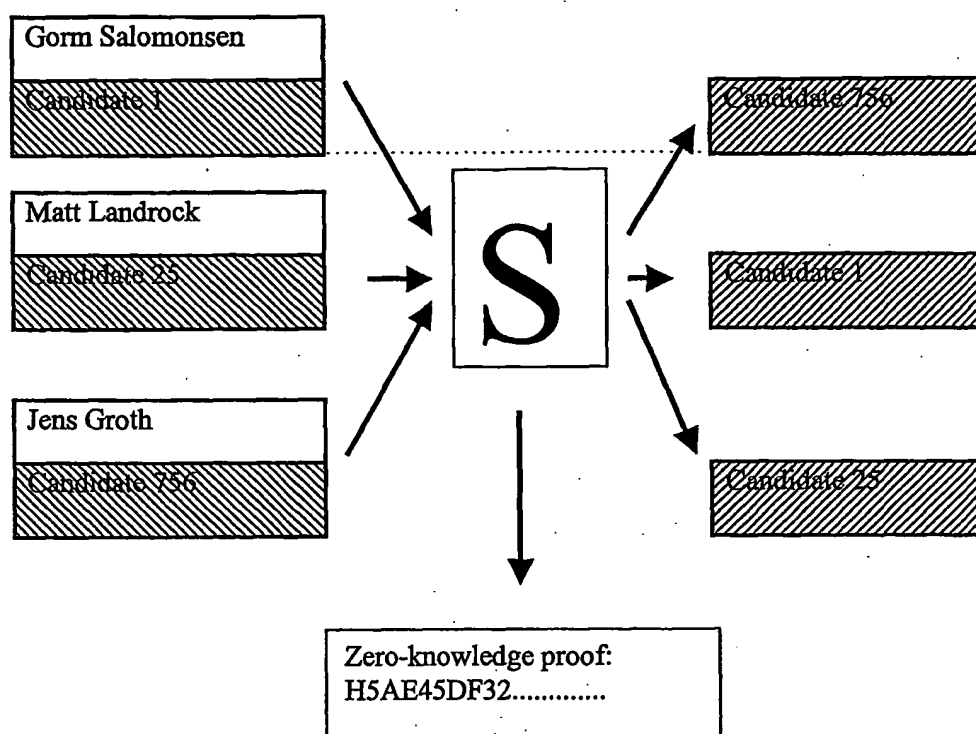 Gorm Salomonsen
Candidate 1
Matt Landrock
Candidate 25
Jens Groth
Candidate 756
S
Candidate 756
Candidate 1
Candidate 25
Zero-knowledge proof:
H5AE45DF32.............